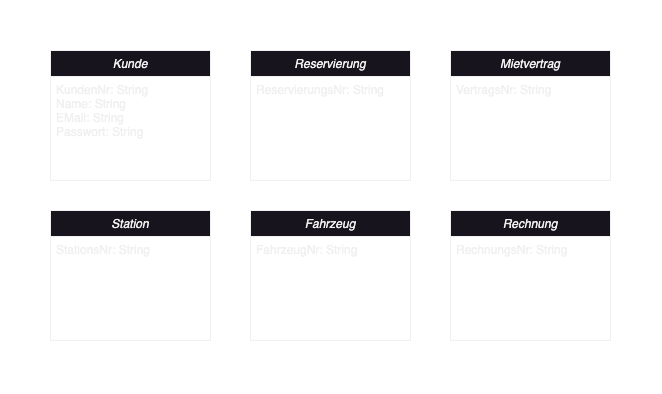 Kunde
KundenNr: String
Name: String
EMail: String
Passwort: String
Reservierung
ReservierungsNr: String
Mietvertrag
VertragsNr: String
Station
StationsNr: String
Fahrzeug
FahrzeugNr: String
Rechnung
RechnungsNr: String